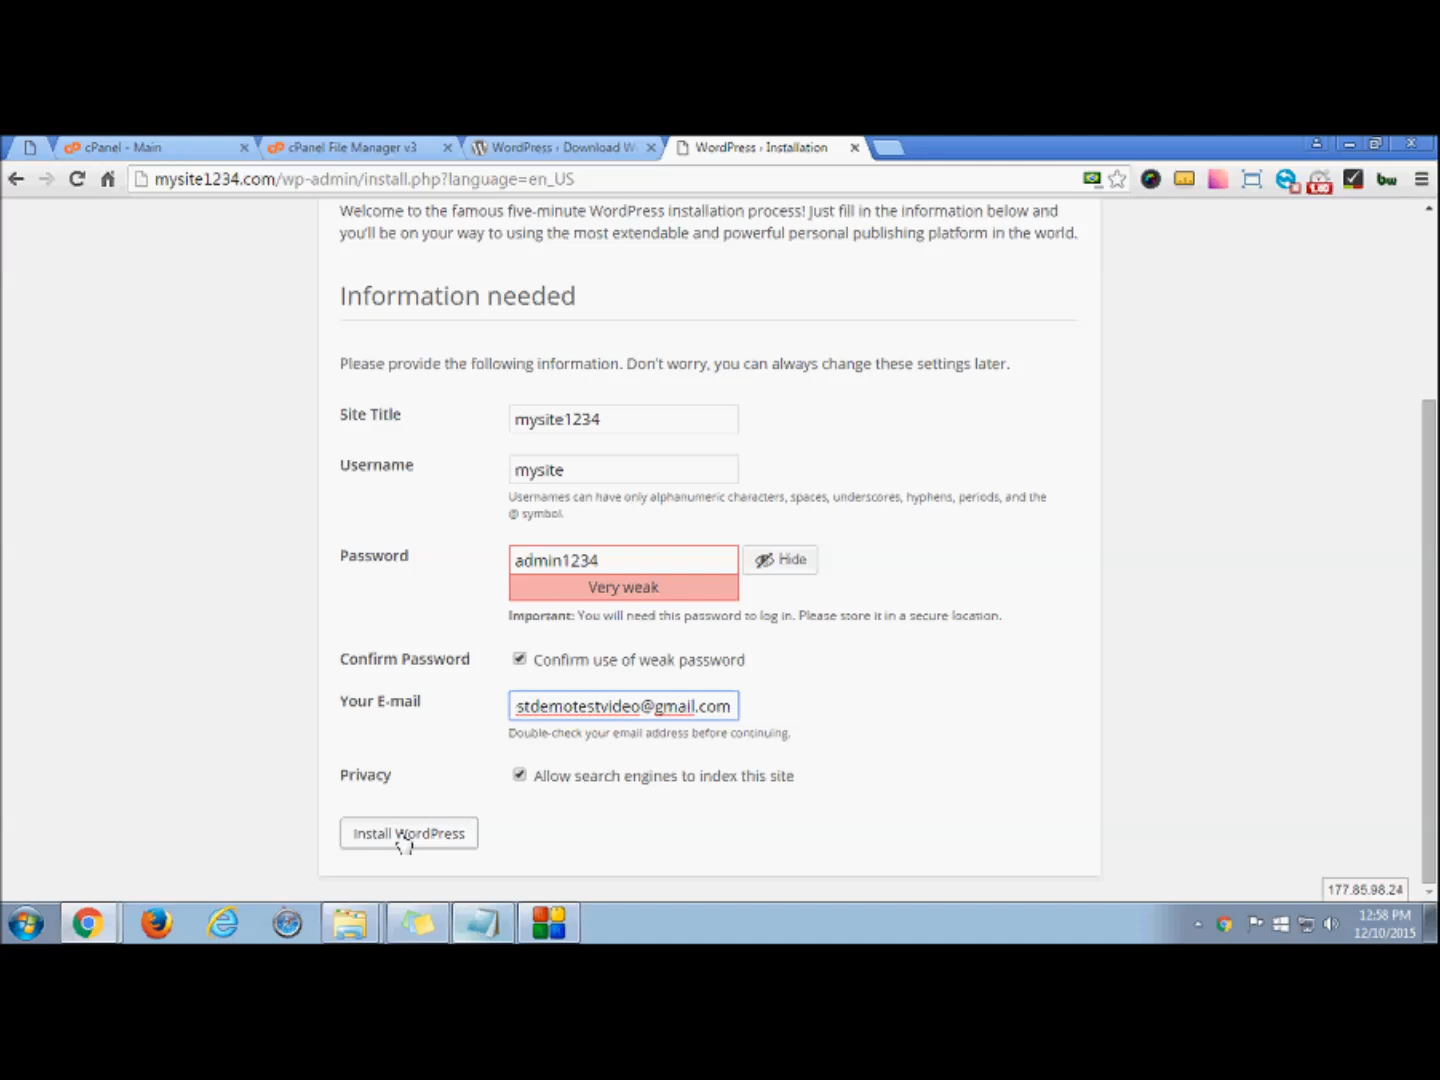 cPanel - Main
cPanel File Manager v3
WordPress › Download W
WordPress › Installation
mysite1234.com/wp-admin/install.php?language=en_US
1.00
bw
Welcome to the famous five-minute WordPress installation process! Just fill in the information below and
you'll be on your way to using the most extendable and powerful personal publishing platform in the world.
Information needed
Please provide the following information. Don't worry, you can always change these settings later.
Site Title
mysite1234
Username
mysite
Usernames can have only alphanumeric characters, spaces, underscores, hyphens, periods, and the
@ symbol.
Password
admin1234
Hide
Very weak
Important: You will need this password to log in. Please store it in a secure location.
Confirm Password
Confirm use of weak password
Your E-mail
stdemotestvideo@gmail.com
Double-check your email address before continuing.
Privacy
Allow search engines to index this site
Install WordPress
177.85.98.24
12:58 PM
12/10/2015